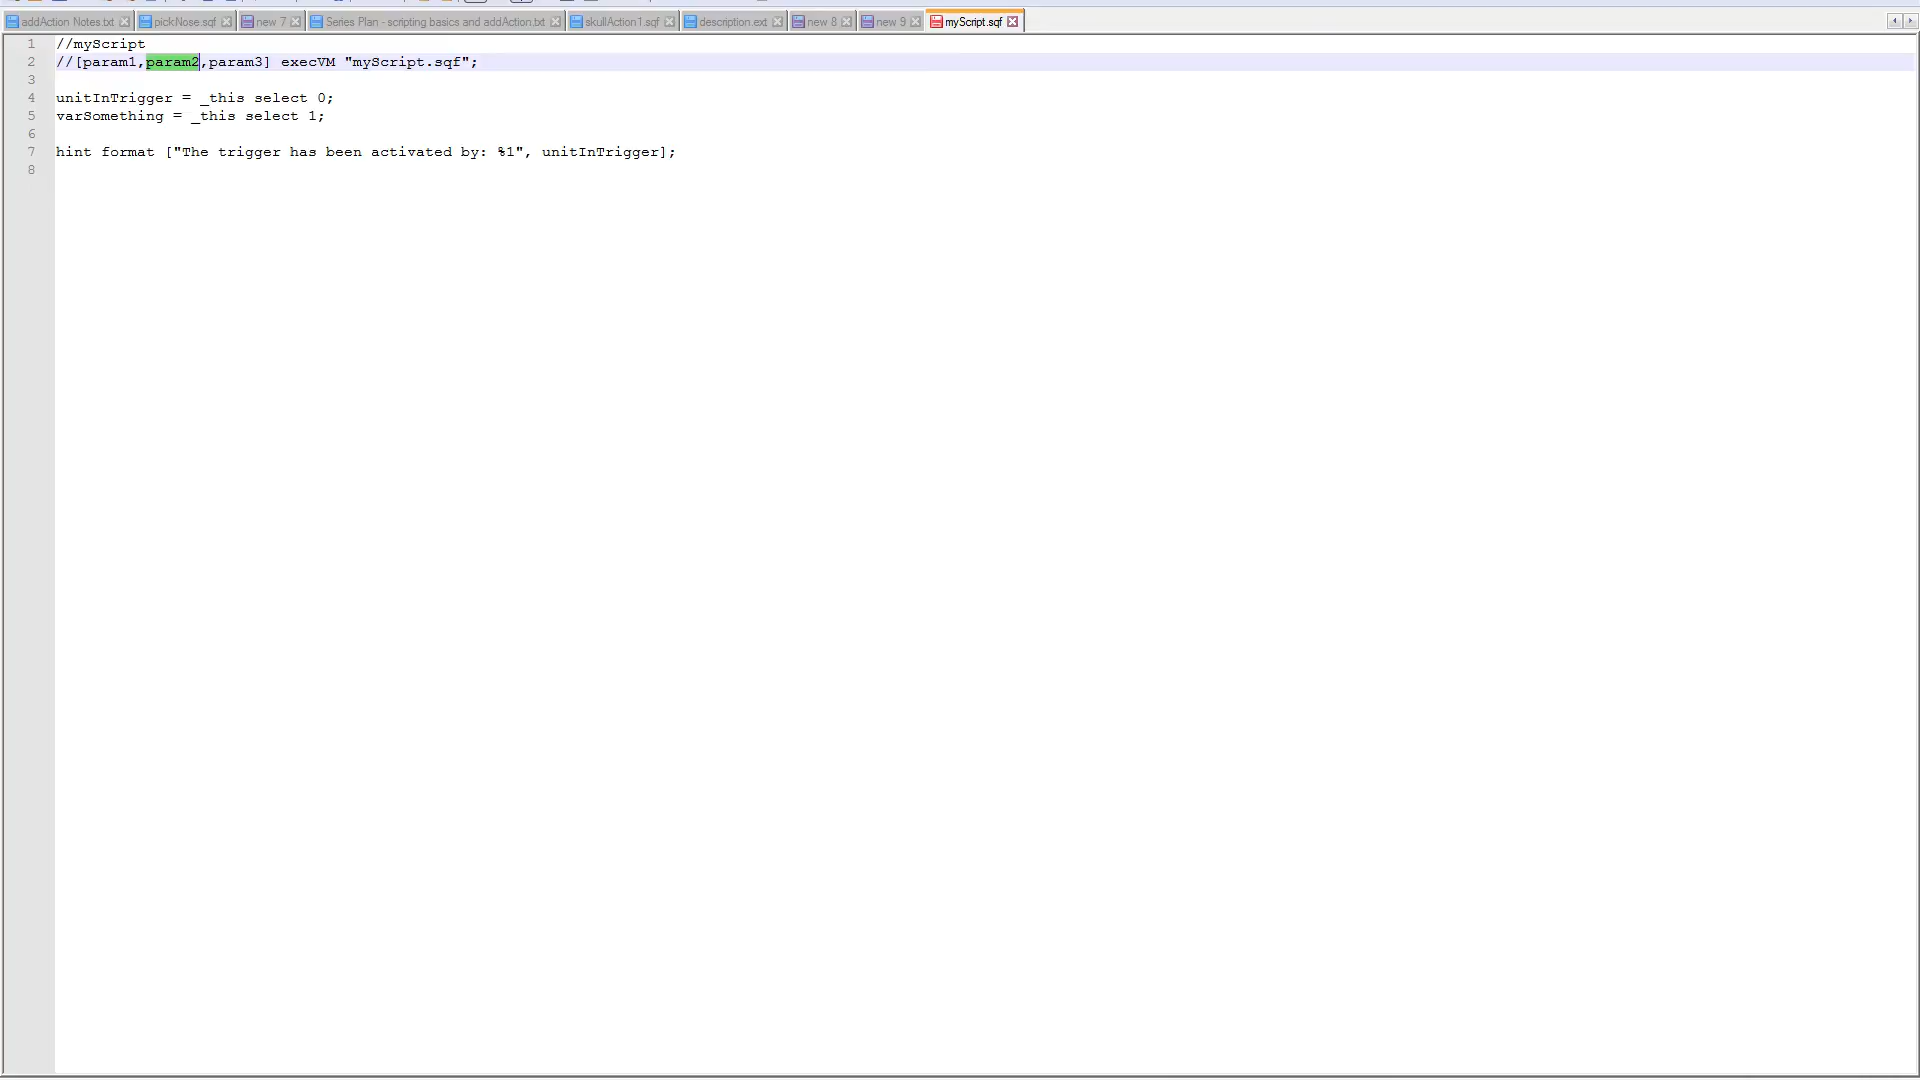 addAction Notes.txt pickNose.sqf new 7 Series Plan - scripting basics and addAction.txt skullAction1.sqf description.ext new 8 new 9 myScript.sqf
1 //myScript
2 //[param1,param2,param3] execVM "myScript.sqf";
3
4 unitInTrigger = _this select 0;
5 varSomething = _this select 1;
6
7 hint format ["The trigger has been activated by: %1", unitInTrigger];
8